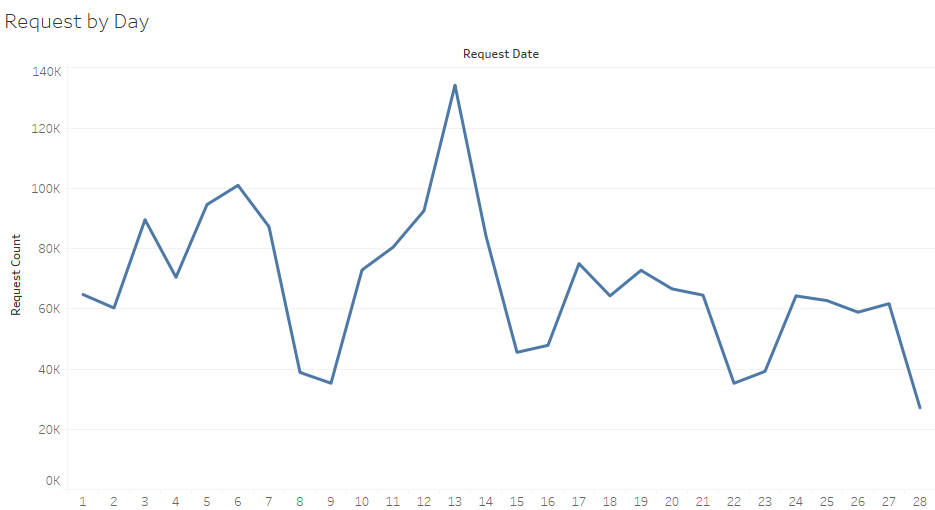 Request by Day
Request Date
140K
120K
100K
80K
60K
40K
20K
0K
Request Count
1 2 3 4 5 6 7 8 9 10 11 12 13 14 15 16 17 18 19 20 21 22 23 24 25 26 27 28